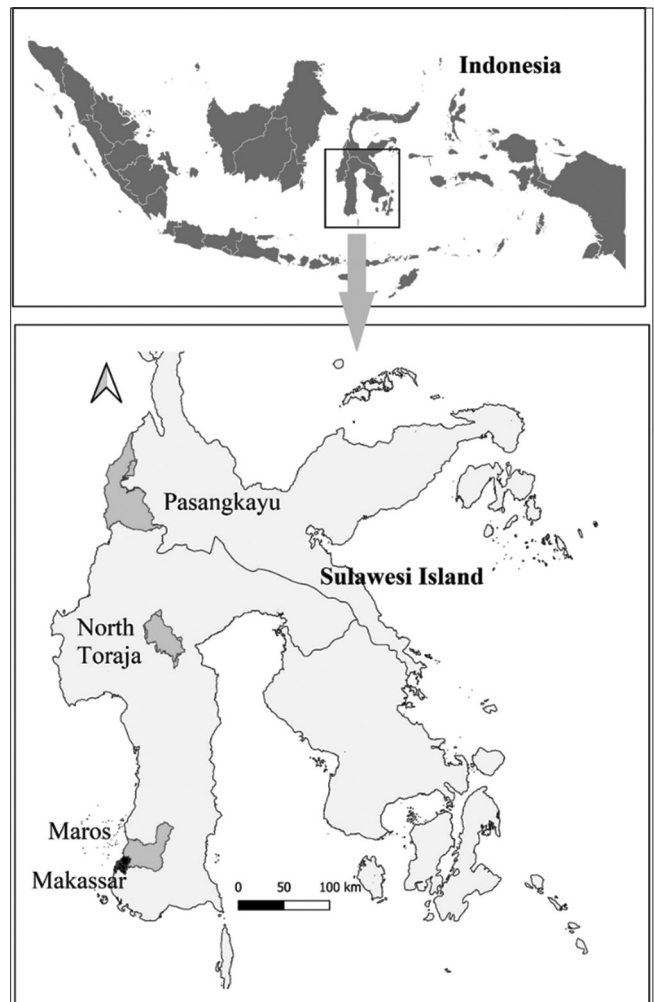 Indonesia
Pasangkayu
Sulawesi Island
North
Toraja
Maros
Makassar
0 50 100 km